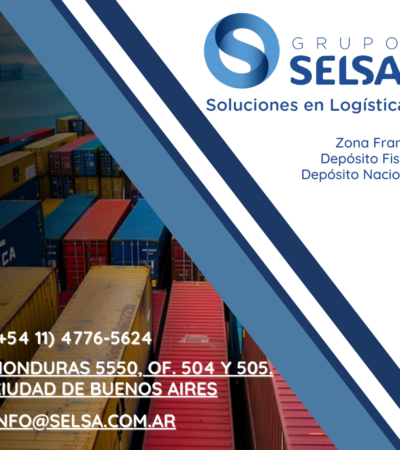 GRUPO
SELSA
Soluciones en Logística
Zona Fran
Depósito Fis
Depósito Nacio
+54 11) 4776-5624
HONDURAS 5550, OF. 504 Y 505.
CIUDAD DE BUENOS AIRES
NFO@SELSA.COM.AR